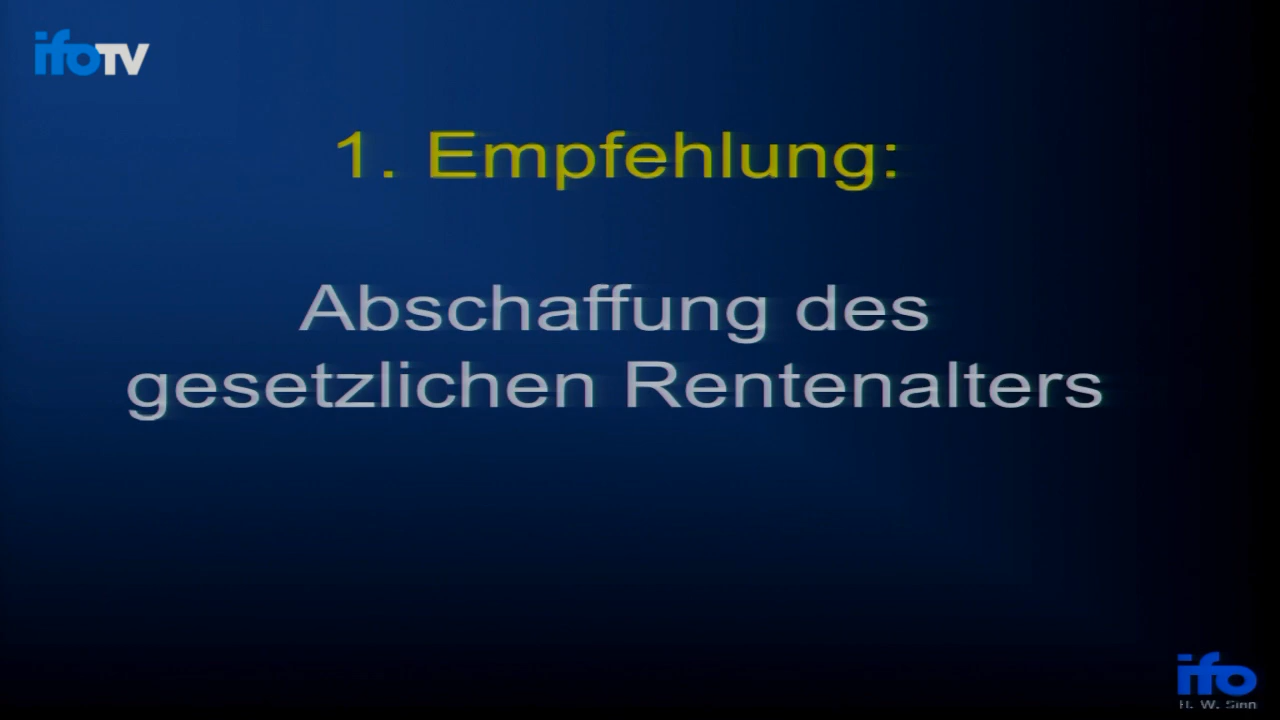 ifoTV
1. Empfehlung:
Abschaffung des
gesetzlichen Rentenalters
ifo
H. W. Sinn